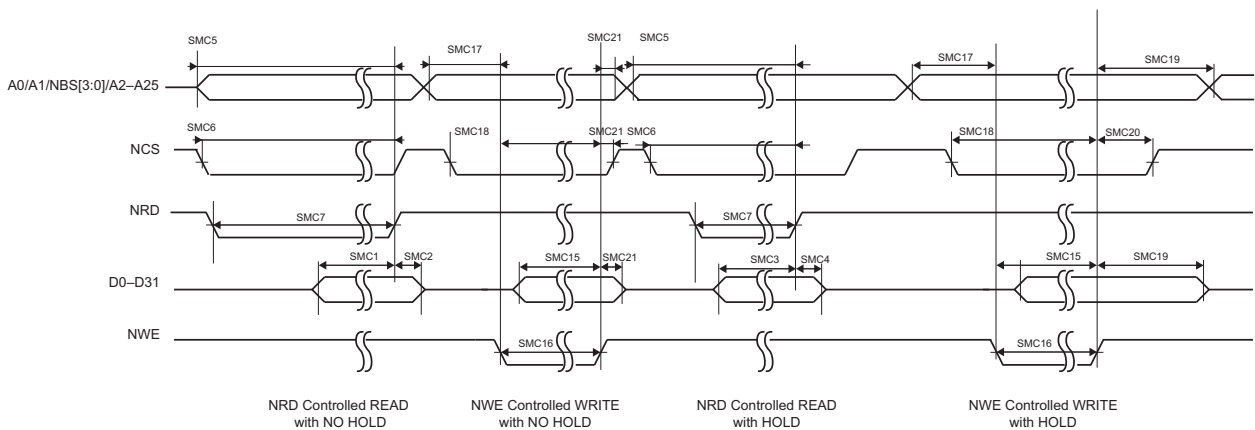 SMC5
SMC17
SMC21
SMC5
SMC17
SMC19
A0/A1/NBS[3:0]/A2–A25
SMC6
SMC18
SMC21
SMC6
SMC18
SMC20
NCS
NRD
SMC7
SMC7
SMC1
SMC2
SMC15
SMC21
SMC3
SMC4
SMC15
SMC19
D0–D31
NWE
SMC16
SMC16
NRD Controlled READ
with NO HOLD
NWE Controlled WRITE
with NO HOLD
NRD Controlled READ
with HOLD
NWE Controlled WRITE
with HOLD